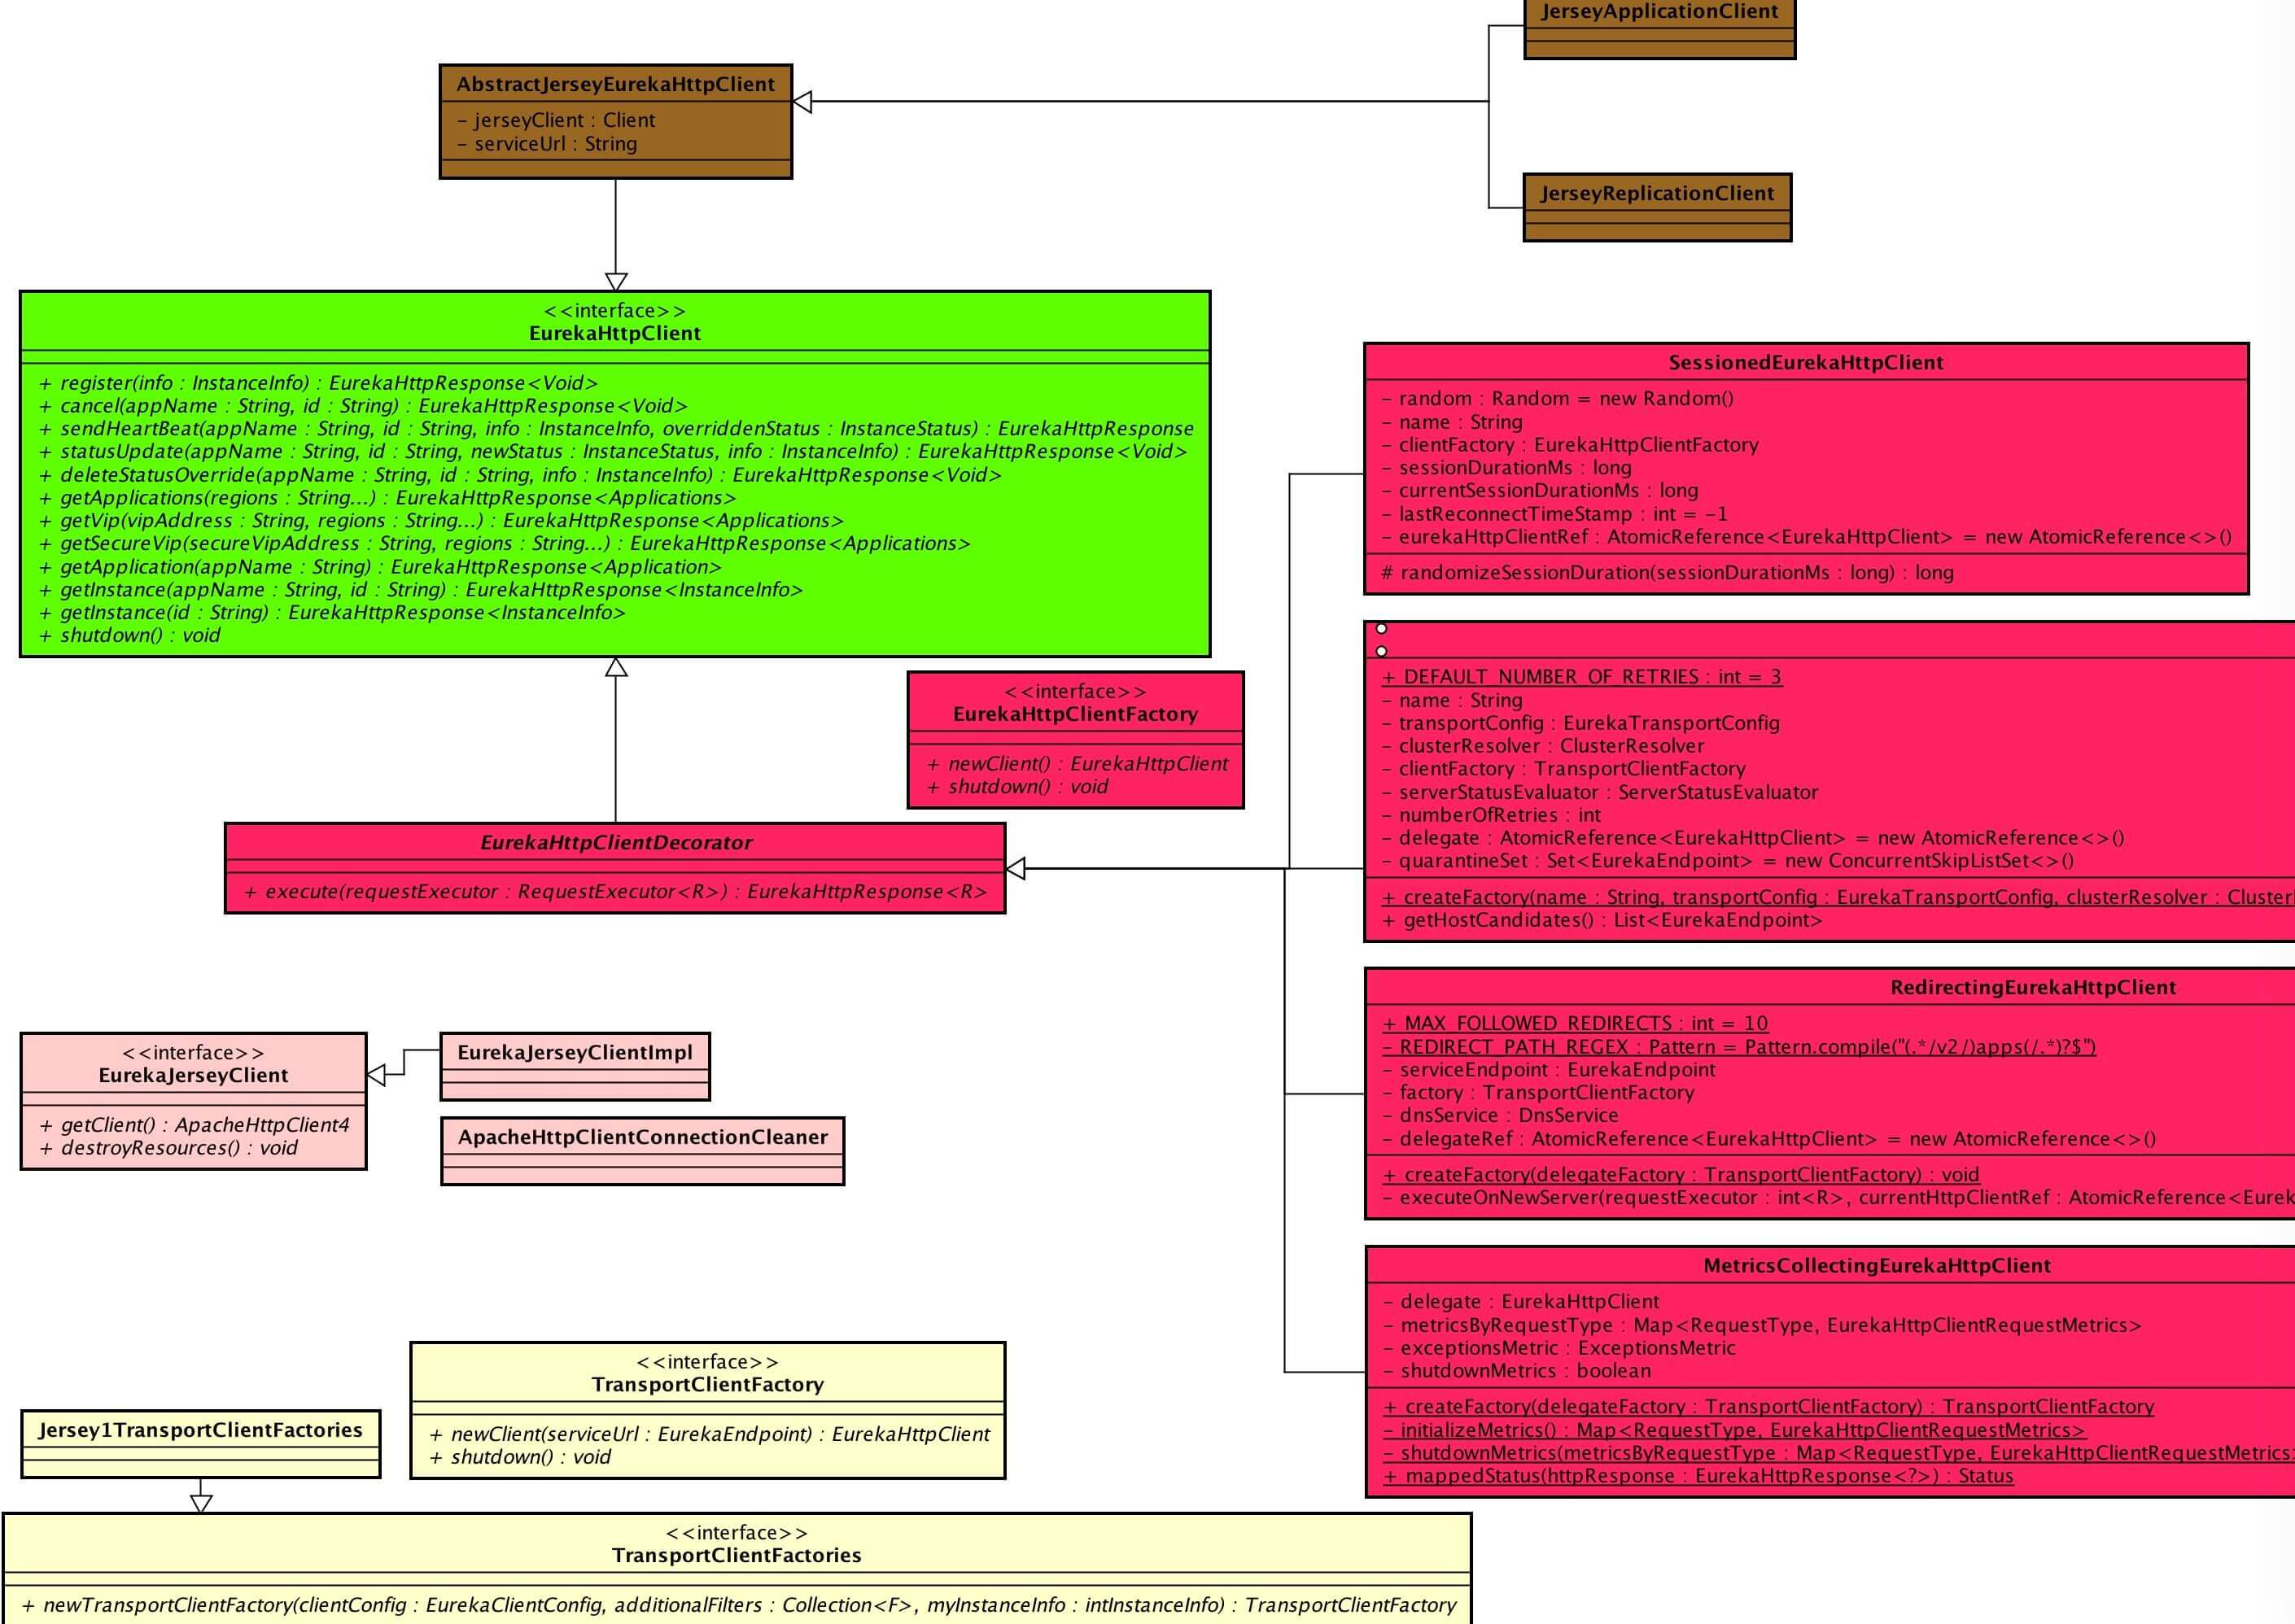 JerseyApplicationClient
AbstractJerseyEurekaHttpClient
- jerseyClient : Client
- serviceUrl : String
JerseyReplicationClient
<<interface>>
EurekaHttpClient
+ register(info : InstanceInfo) : EurekaHttpResponse<Void>
+ cancel(appName : String, id : String) : EurekaHttpResponse<Void>
+ sendHeartBeat(appName : String, id : String, info : InstanceInfo, overriddenStatus : InstanceStatus) : EurekaHttpResponse
+ statusUpdate(appName : String, id : String, newStatus : InstanceStatus, info : InstanceInfo) : EurekaHttpResponse<Void>
+ deleteStatusOverride(appName : String, id : String, info : InstanceInfo) : EurekaHttpResponse<Void>
+ getApplications(regions : String...) : EurekaHttpResponse<Applications>
+ getVip(vipAddress : String, regions : String...) : EurekaHttpResponse<Applications>
+ getSecureVip(secureVipAddress : String, regions : String...) : EurekaHttpResponse<Applications>
+ getApplication(appName : String) : EurekaHttpResponse<Application>
+ getInstance(appName : String, id : String) : EurekaHttpResponse<InstanceInfo>
+ getInstance(id : String) : EurekaHttpResponse<InstanceInfo>
+ shutdown() : void
SessionedEurekaHttpClient
- random : Random = new Random()
- name : String
- clientFactory : EurekaHttpClientFactory
- sessionDurationMs : long
- currentSessionDurationMs : long
- lastReconnectTimeStamp : int = -1
- eurekaHttpClientRef : AtomicReference<EurekaHttpClient> = new AtomicReference<>()
# randomizeSessionDuration(sessionDurationMs : long) : long
<<interface>>
EurekaHttpClientFactory
+ newClient() : EurekaHttpClient
+ shutdown() : void
+ DEFAULT_NUMBER_OF_RETRIES : int = 3
- name : String
- transportConfig : EurekaTransportConfig
- clusterResolver : ClusterResolver
- clientFactory : TransportClientFactory
- serverStatusEvaluator : ServerStatusEvaluator
- numberOfRetries : int
- delegate : AtomicReference<EurekaHttpClient> = new AtomicReference<>()
- quarantineSet : Set<EurekaEndpoint> = new ConcurrentSkipListSet<>()
+ createFactory(name : String, transportConfig : EurekaTransportConfig, clusterResolver : Cluster
+ getHostCandidates() : List<EurekaEndpoint>
EurekaHttpClientDecorator
+ execute(requestExecutor : RequestExecutor<R>) : EurekaHttpResponse<R>
RedirectingEurekaHttpClient
+ MAX_FOLLOWED_REDIRECTS : int = 10
- REDIRECT_PATH_REGEX : Pattern = Pattern.compile("(.*/v2/)apps(/.*)?$")
- serviceEndpoint : EurekaEndpoint
- factory : TransportClientFactory
- dnsService : DnsService
- delegateRef : AtomicReference<EurekaHttpClient> = new AtomicReference<>()
+ createFactory(delegateFactory : TransportClientFactory) : void
- executeOnNewServer(requestExecutor : int<R>, currentHttpClientRef : AtomicReference<Eurek
<<interface>>
EurekaJerseyClient
+ getClient() : ApacheHttpClient4
+ destroyResources() : void
EurekaJerseyClientImpl
ApacheHttpClientConnectionCleaner
MetricsCollectingEurekaHttpClient
- delegate : EurekaHttpClient
- metricsByRequestType : Map<RequestType, EurekaHttpClientRequestMetrics>
- exceptionsMetric : ExceptionsMetric
- shutdownMetrics : boolean
+ createFactory(delegateFactory : TransportClientFactory) : TransportClientFactory
- initializeMetrics() : Map<RequestType, EurekaHttpClientRequestMetrics>
- shutdownMetrics(metricsByRequestType : Map<RequestType, EurekaHttpClientRequestMetrics>
+ mappedStatus(httpResponse : EurekaHttpResponse<?>) : Status
<<interface>>
TransportClientFactory
+ newClient(serviceUrl : EurekaEndpoint) : EurekaHttpClient
+ shutdown() : void
Jersey1TransportClientFactories
<<interface>>
TransportClientFactories
+ newTransportClientFactory(clientConfig : EurekaClientConfig, additionalFilters : Collection<F>, myInstanceInfo : intInstanceInfo) : TransportClientFactory